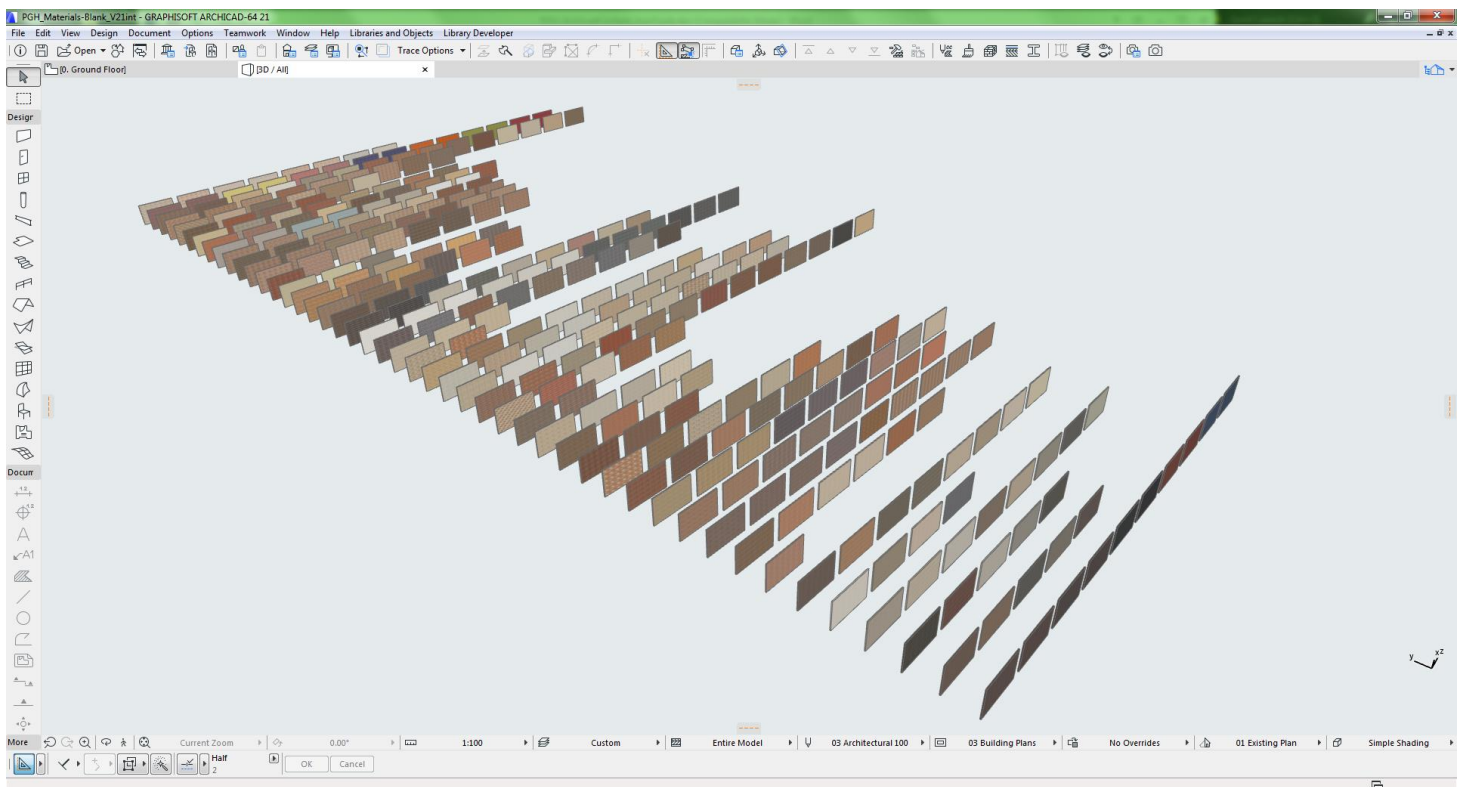 PGH_Materials-Blank_V21int - GRAPHISOFT ARCHICAD-64 21
File Edit View Design Document Options Teamwork Window Help Libraries and Objects Library Developer
Open Trace Options
[0. Ground Floor] [3D / All]
Design
Docum
1.2
A
A1
y x z
More Current Zoom 0.00° 1:100 Custom Entire Model 03 Architectural 100 03 Building Plans No Overrides 01 Existing Plan Simple Shading
Half
2
OK Cancel